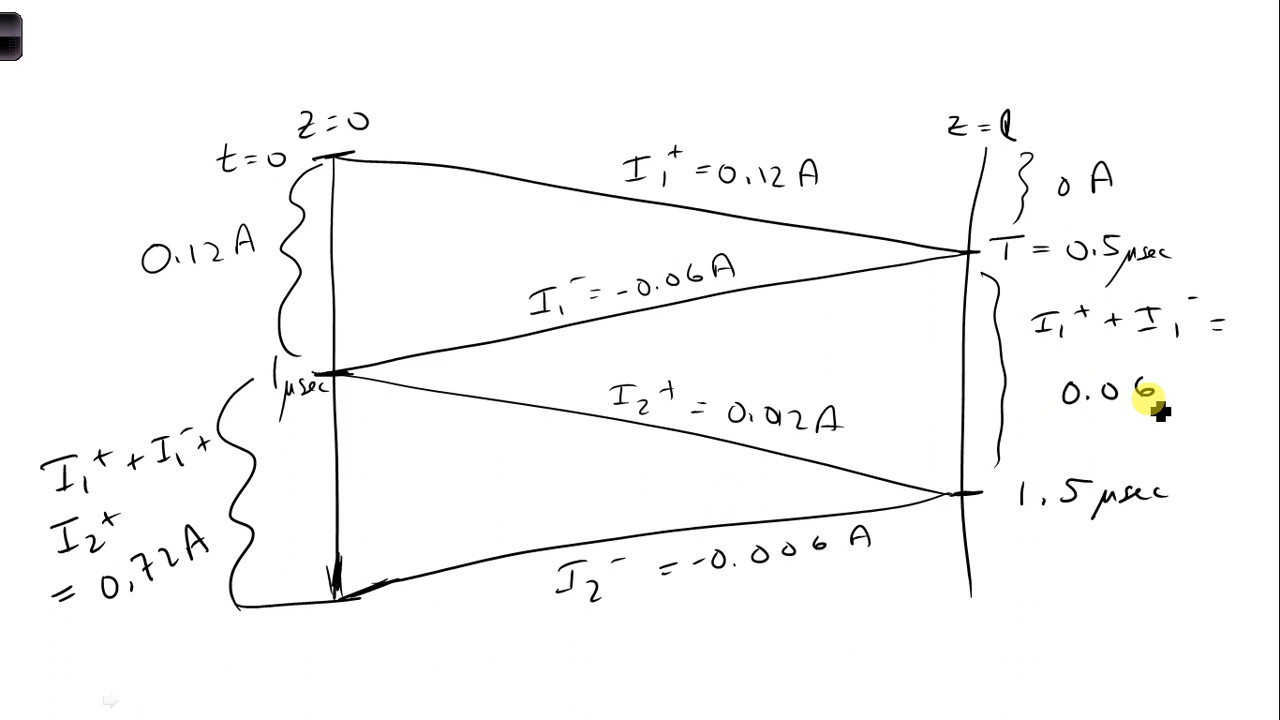 z=0
z=l
t=0
I₁⁺ =0.12 A
0 A
0.12 A
T = 0.5 μsec
I₁⁻ = -0.06 A
I₁⁺ + I₁⁻ =
1 μsec
0.06
I₂⁺ = 0.012 A
I₁⁺ + I₁⁻ +
I₂⁺
= 0,72 A
1.5 μsec
I₂⁻ = -0.006 A